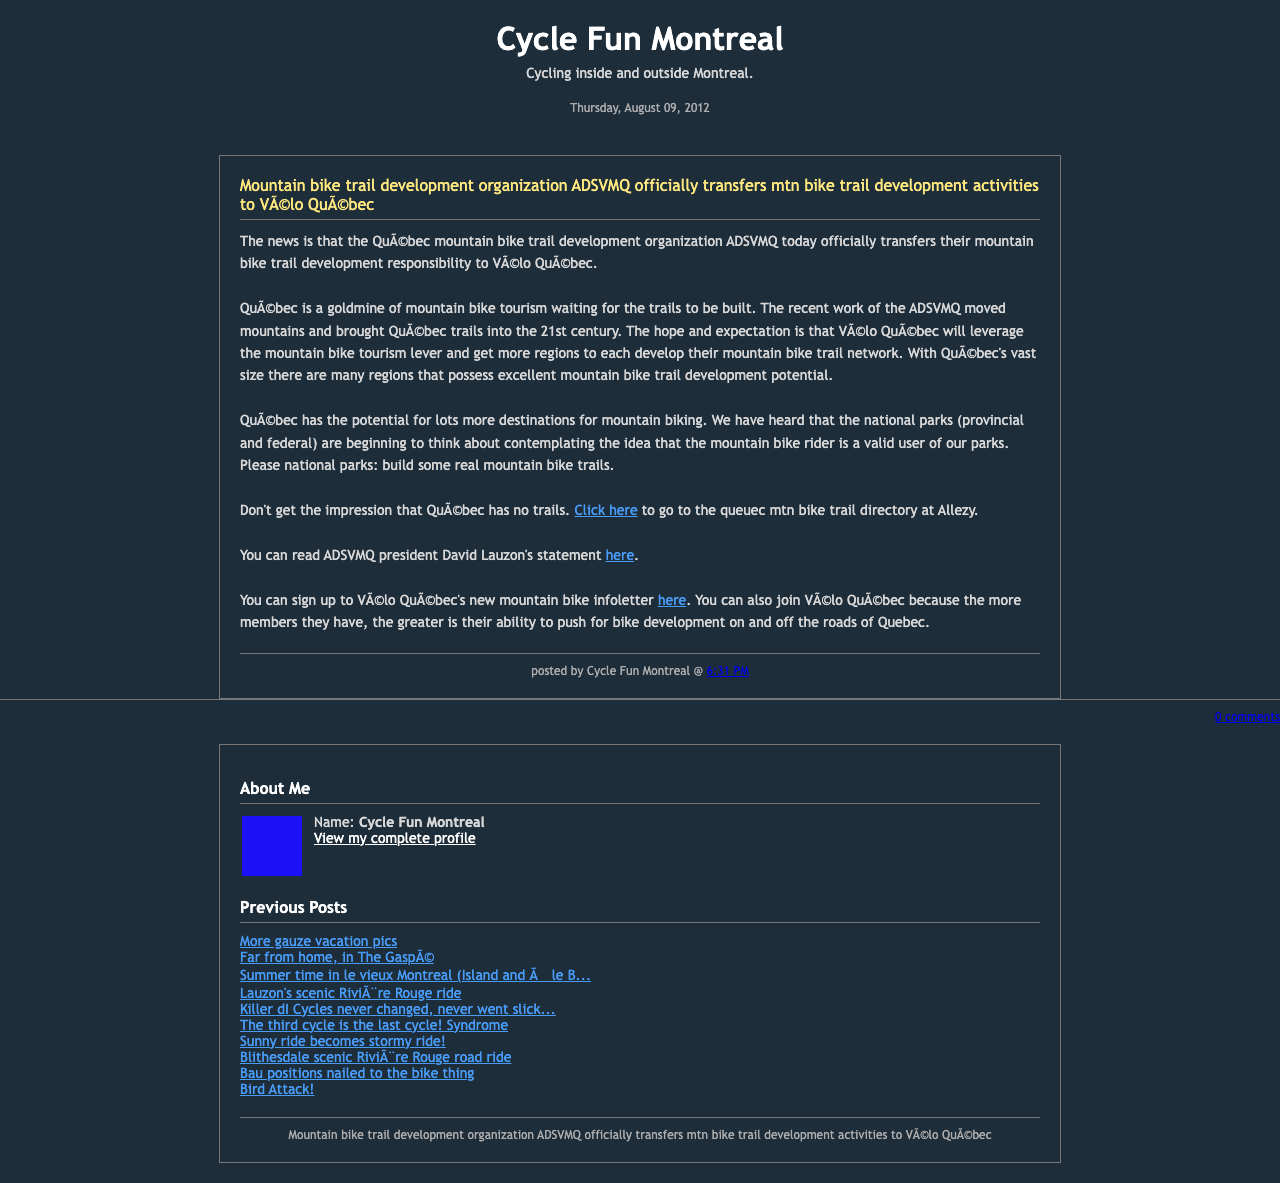 Cycle Fun Montreal
Cycling inside and outside Montreal.
Thursday, August 09, 2012
Mountain bike trail development organization ADSVMQ officially transfers mtn bike trail development activities
to VÃ©lo QuÃ©bec
The news is that the QuÃ©bec mountain bike trail development organization ADSVMQ today officially transfers their mountain
bike trail development responsibility to VÃ©lo QuÃ©bec.
QuÃ©bec is a goldmine of mountain bike tourism waiting for the trails to be built. The recent work of the ADSVMQ moved
mountains and brought QuÃ©bec trails into the 21st century. The hope and expectation is that VÃ©lo QuÃ©bec will leverage
the mountain bike tourism lever and get more regions to each develop their mountain bike trail network. With QuÃ©bec's vast
size there are many regions that possess excellent mountain bike trail development potential.
QuÃ©bec has the potential for lots more destinations for mountain biking. We have heard that the national parks (provincial
and federal) are beginning to think about contemplating the idea that the mountain bike rider is a valid user of our parks.
Please national parks: build some real mountain bike trails.
Don't get the impression that QuÃ©bec has no trails. Click here to go to the queuec mtn bike trail directory at Allezy.
You can read ADSVMQ president David Lauzon's statement here.
You can sign up to VÃ©lo QuÃ©bec's new mountain bike infoletter here. You can also join VÃ©lo QuÃ©bec because the more
members they have, the greater is their ability to push for bike development on and off the roads of Quebec.
posted by Cycle Fun Montreal @ 6:31 PM
0 comments
About Me
Name: Cycle Fun Montreal
View my complete profile
Previous Posts
More gauze vacation pics
Far from home, in The GaspÃ©
Summer time in le vieux Montreal (Island and Ã le B...
Lauzon's scenic RiviÃ¨re Rouge ride
Killer dI Cycles never changed, never went slick...
The third cycle is the last cycle! Syndrome
Sunny ride becomes stormy ride!
Blithesdale scenic RiviÃ¨re Rouge road ride
Bau positions nailed to the bike thing
Bird Attack!
Mountain bike trail development organization ADSVMQ officially transfers mtn bike trail development activities to VÃ©lo QuÃ©bec